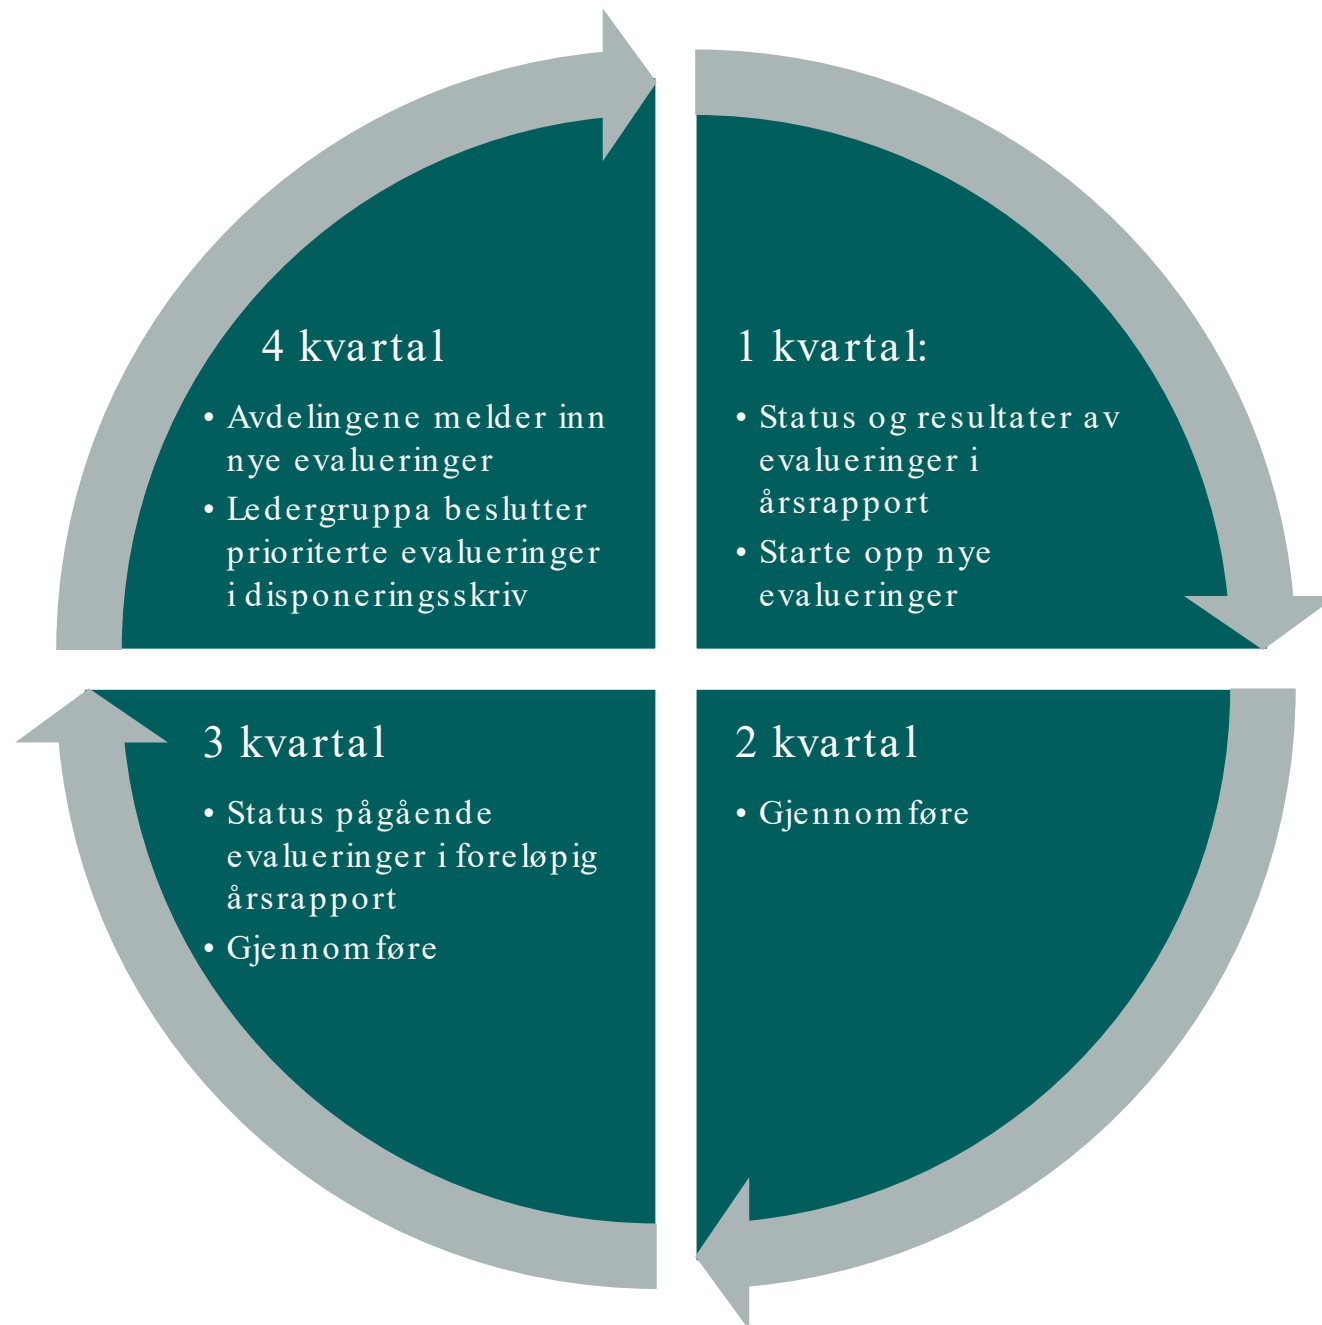 4 kvartal
• Avdelingene melder inn
nye evalueringer
• Ledergruppa beslutter
prioriterte evalueringer
i disponeringsskriv
1 kvartal:
• Status og resultater av
evalueringer i
årsrapport
• Starte opp nye
evalueringer
3 kvartal
• Status pågående
evalueringer i foreløpig
årsrapport
• Gjennomføre
2 kvartal
• Gjennomføre